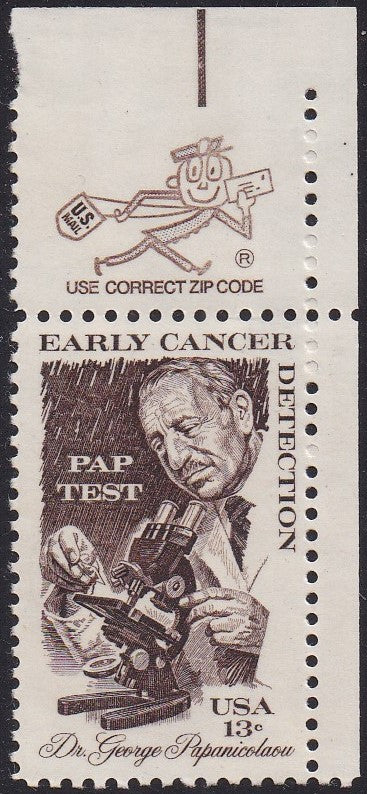 U.S.
MAIL
®
USE CORRECT ZIP CODE
EARLY CANCER
DETECTION
PAP
TEST
USA
13c
Dr. George Papanicolaou